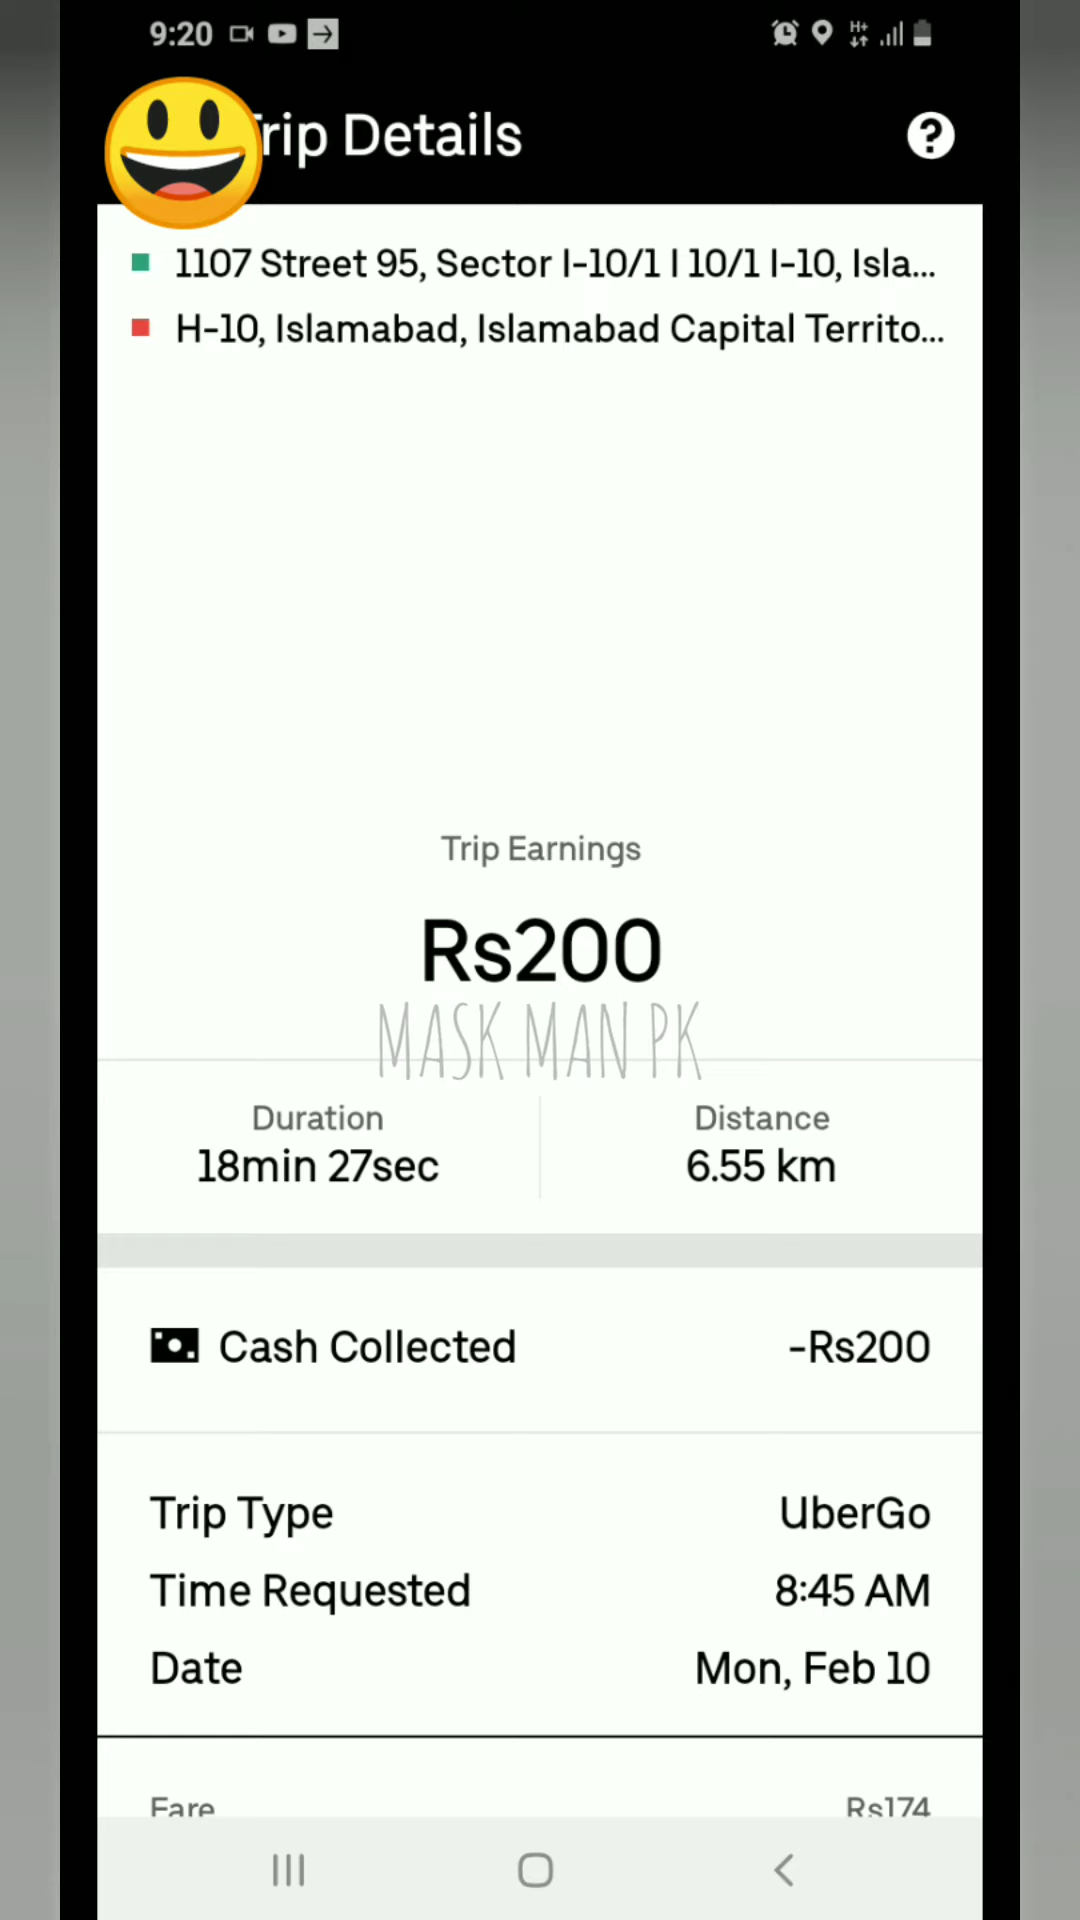 9:20
Trip Details
1107 Street 95, Sector I-10/1 I 10/1 I-10, Isla...
H-10, Islamabad, Islamabad Capital Territo...
Trip Earnings
Rs200
MASK MAN PK
Duration
Distance
18min 27sec
6.55 km
Cash Collected
-Rs200
Trip Type
UberGo
Time Requested
8:45 AM
Date
Mon, Feb 10
Fare
Rs174